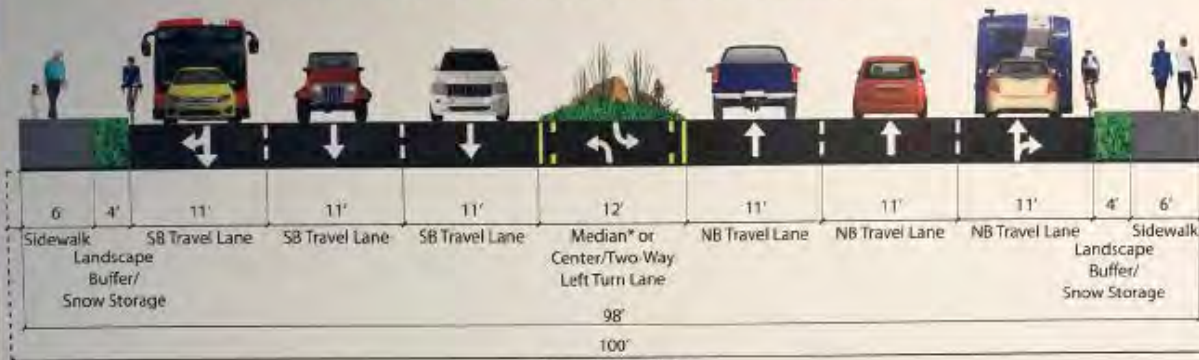 6 4' 11' 11' 11' 12' 11' 11' 11' 4' 6'
Sidewalk
Landscape
Buffer/
Snow Storage
SB Travel Lane
SB Travel Lane
SB Travel Lane
Median* or
Center/Two-Way
Left Turn Lane
NB Travel Lane
NB Travel Lane
NB Travel Lane
Landscape
Buffer/
Snow Storage
Sidewalk
98'
100'